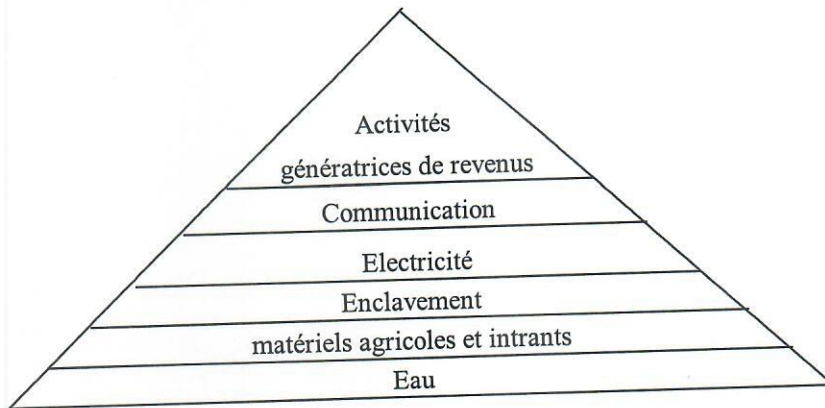 Activités
génératrices de revenus
Communication
Electricité
Enclavement
matériels agricoles et intrants
Eau